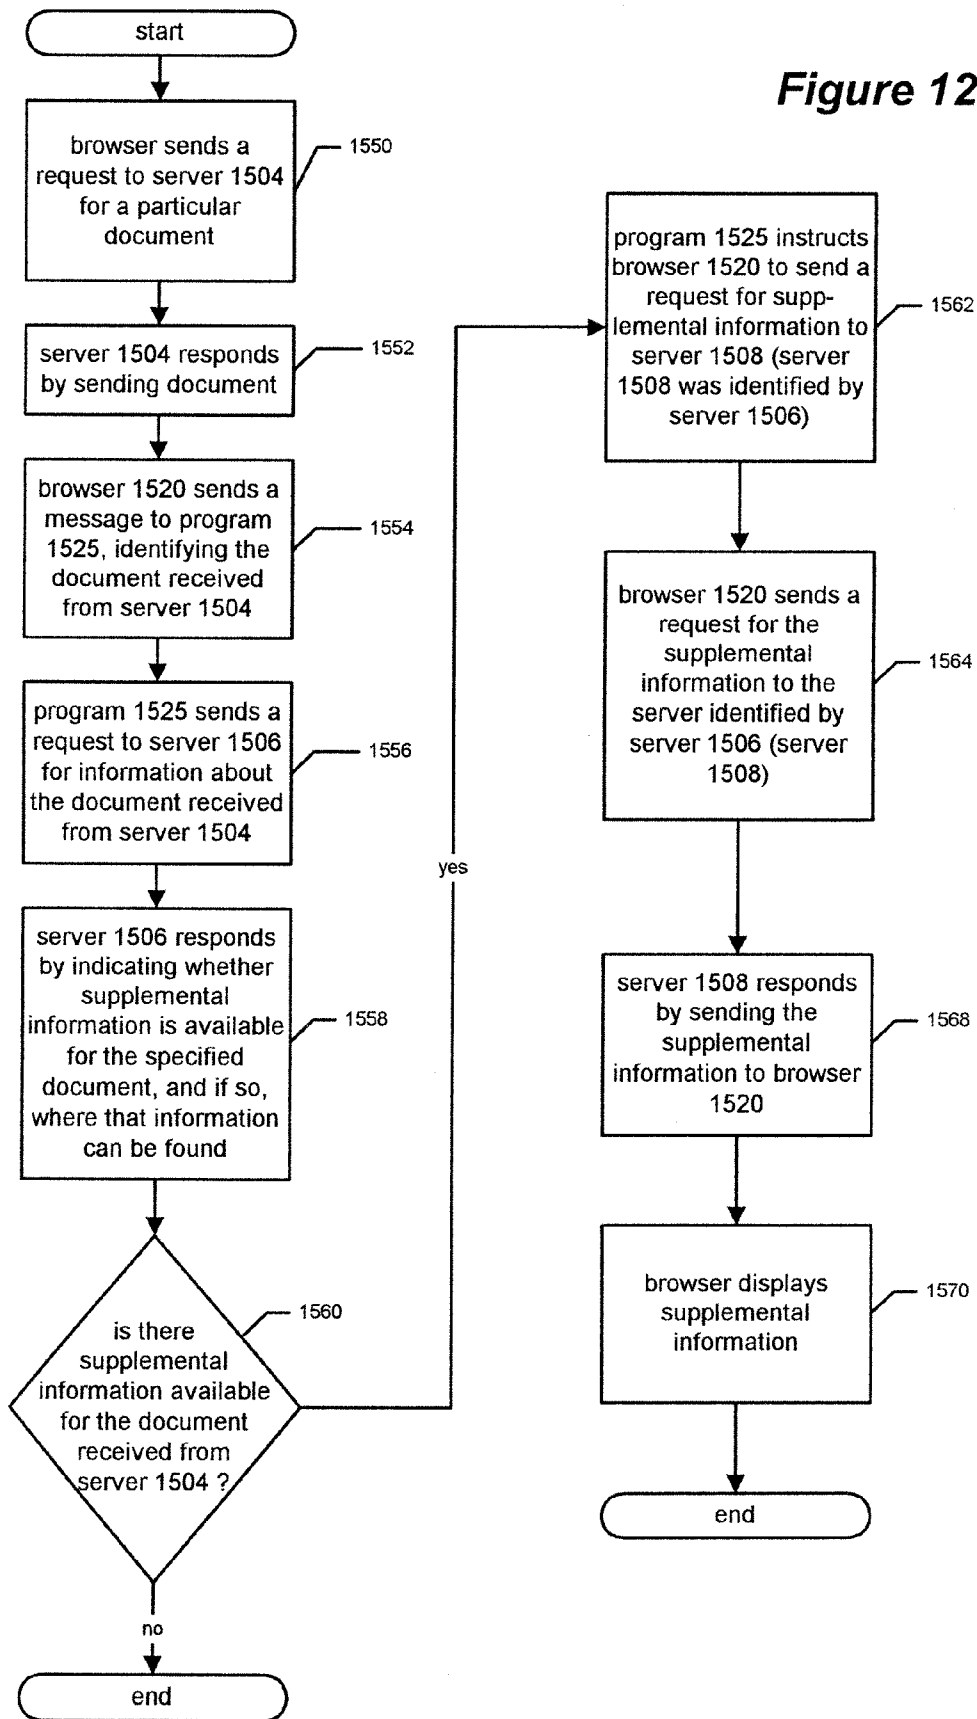 Figure 12
start
browser sends a
request to server 1504
for a particular
document
1550
server 1504 responds
by sending document
1552
browser 1520 sends a
message to program
1525, identifying the
document received
from server 1504
1554
program 1525 sends a
request to server 1506
for information about
the document received
from server 1504
1556
server 1506 responds
by indicating whether
supplemental
information is available
for the specified
document, and if so,
where that information
can be found
1558
is there
supplemental
information available
for the document
received from
server 1504 ?
1560
no
end
yes
program 1525 instructs
browser 1520 to send a
request for supp-
lemental information to
server 1508 (server
1508 was identified by
server 1506)
1562
browser 1520 sends a
request for the
supplemental
information to the
server identified by
server 1506 (server
1508)
1564
server 1508 responds
by sending the
supplemental
information to browser
1520
1568
browser displays
supplemental
information
1570
end